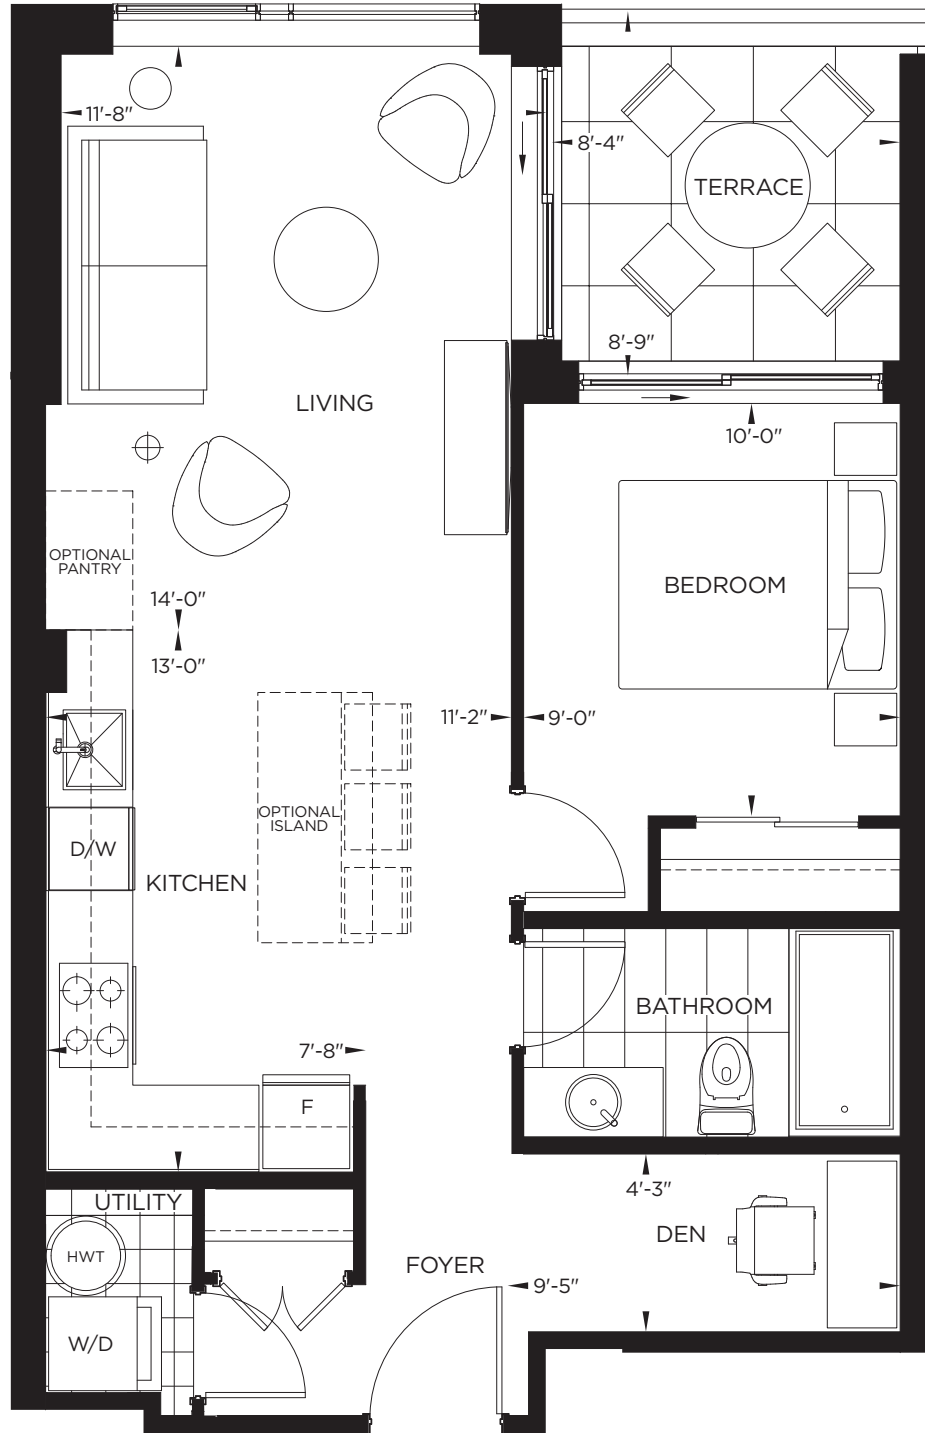 11'-8"
8'-4"
TERRACE
8'-9"
LIVING
10'-0"
OPTIONAL
PANTRY
BEDROOM
14'-0"
13'-0"
11'-2"
9'-0"
OPTIONAL
ISLAND
D/W
KITCHEN
BATHROOM
7'-8"
F
4'-3"
UTILITY
DEN
HWT
FOYER
9'-5"
W/D